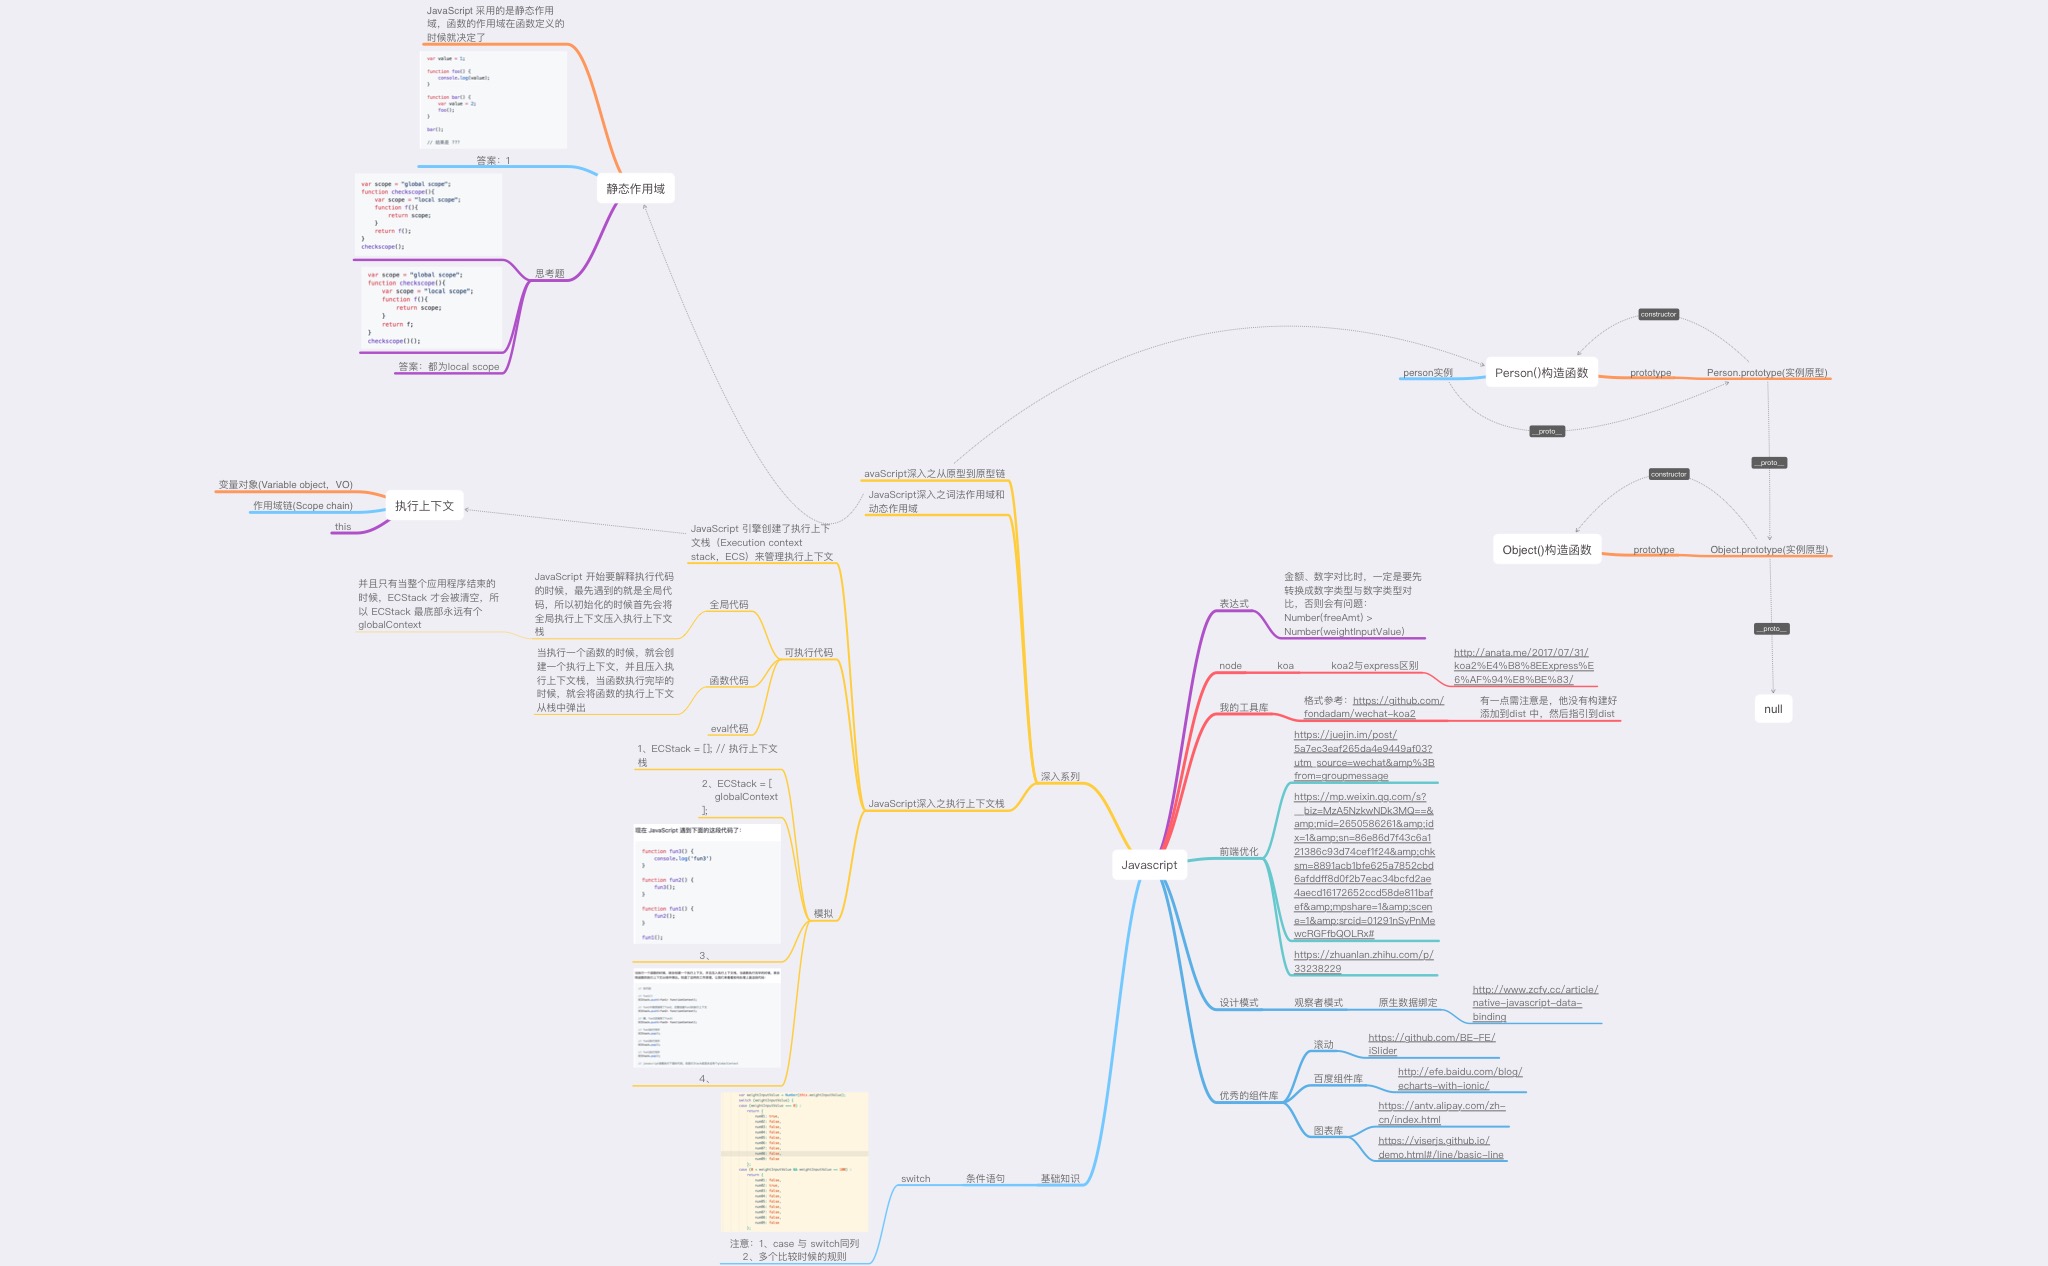 JavaScript 采用的是静态作用
域，函数的作用域在函数定义的
时候就决定了
var value = 1;
function foo() {
console.log(value);
}
function bar() {
var value = 2;
foo();
}
bar();
// 结果是 ???
答案：1
静态作用域
var scope = "global scope";
function checkscope(){
var scope = "local scope";
function f(){
return scope;
}
return f();
}
checkscope();
思考题
var scope = "global scope";
function checkscope(){
var scope = "local scope";
function f(){
return scope;
}
return f;
}
checkscope()();
答案：都为local scope
constructor
person实例
Person()构造函数
prototype
Person.prototype(实例原型)
__proto__
__proto__
constructor
Object()构造函数
prototype
Object.prototype(实例原型)
__proto__
null
变量对象(Variable object，VO)
作用域链(Scope chain)
this
执行上下文
avaScript深入之从原型到原型链
JavaScript深入之词法作用域和
动态作用域
JavaScript 引擎创建了执行上下
文栈（Execution context
stack，ECS）来管理执行上下文
并且只有当整个应用程序结束的
时候，ECStack 才会被清空，所
以 ECStack 最底部永远有个
globalContext
JavaScript 开始要解释执行代码
的时候，最先遇到的就是全局代
码，所以初始化的时候首先会将
全局执行上下文压入执行上下文
栈
全局代码
可执行代码
当执行一个函数的时候，就会创
建一个执行上下文，并且压入执
行上下文栈，当函数执行完毕的
时候，就会将函数的执行上下文
从栈中弹出
函数代码
eval代码
1、ECStack = []; // 执行上下文
栈
2、ECStack = [
globalContext
];
现在 JavaScript 遇到下面的这段代码了：
function fun3() {
console.log('fun3')
}
function fun2() {
fun3();
}
function fun1() {
fun2();
}
fun1();
3、
模拟
4、
JavaScript深入之执行上下文栈
深入系列
Javascript
表达式
金额、数字对比时，一定是要先
转换成数字类型与数字类型对
比，否则会有问题：
Number(freeAmt) >
Number(weightInputValue)
node
koa
koa2与express区别
http://anata.me/2017/07/31/
koa2%E4%B8%8EExpress%E
6%AF%94%E8%BE%83/
我的工具库
格式参考：https://github.com/
fondadam/wechat-koa2
有一点需注意是，他没有构建好
添加到dist 中，然后指引到dist
前端优化
https://juejin.im/post/
5a7ec3eaf265da4e9449af03?
utm_source=wechat&amp%3B
from=groupmessage
https://mp.weixin.qq.com/s?
__biz=MzA5NzkwNDk3MQ==&
amp;mid=2650586261&amp;id
x=1&amp;sn=86e86d7f43c6a1
21386c93d74cef1f24&amp;chk
sm=8891acb1bfe625a7852cbd
6afddff8d0f2b7eac34bcfd2ae
4aecd16172652ccd58de811baf
ef&amp;mpshare=1&amp;scen
e=1&amp;srcid=01291nSyPnMe
wcRGFfbQOLRx#
https://zhuanlan.zhihu.com/p/
33238229
设计模式
观察者模式
原生数据绑定
http://www.zcfy.cc/article/
native-javascript-data-
binding
优秀的组件库
滚动
https://github.com/BE-FE/
iSlider
百度组件库
http://efe.baidu.com/blog/
echarts-with-ionic/
图表库
https://antv.alipay.com/zh-
cn/index.html
https://viserjs.github.io/
demo.html#/line/basic-line
基础知识
条件语句
switch
注意：1、case 与 switch同列
2、多个比较时候的规则